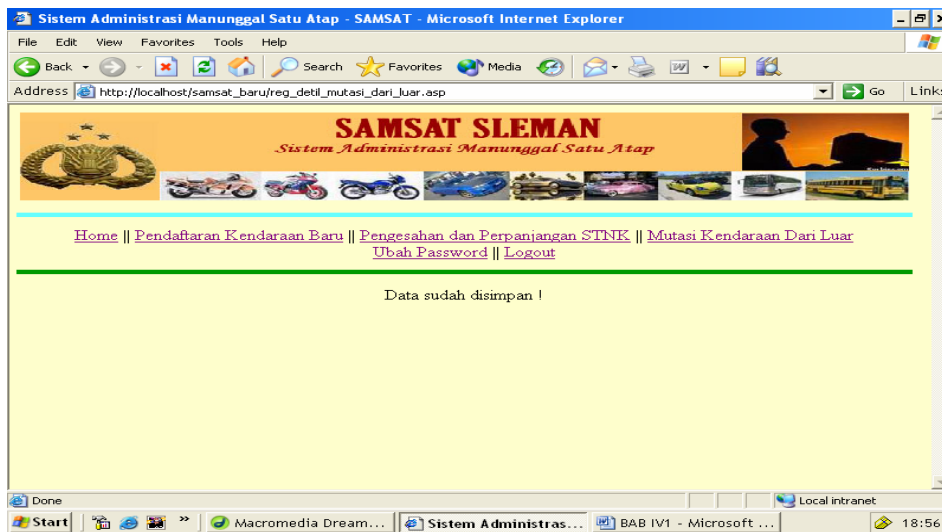 Sistem Administrasi Manunggal Satu Atap - SAMSAT - Microsoft Internet Explorer
File Edit View Favorites Tools Help
Back Search Favorites Media
Address http://localhost/samsat_baru/reg_detil_mutasi_dari_luar.asp Go Links
SAMSAT SLEMAN
Sistem Administrasi Manunggal Satu Atap
Home || Pendaftaran Kendaraan Baru || Pengesahan dan Perpanjangan STNK || Mutasi Kendaraan Dari Luar
Ubah Password || Logout
Data sudah disimpan !
Done Local intranet
Start » Macromedia Dream... Sistem Administras... BAB IV1 - Microsoft ... 18:56